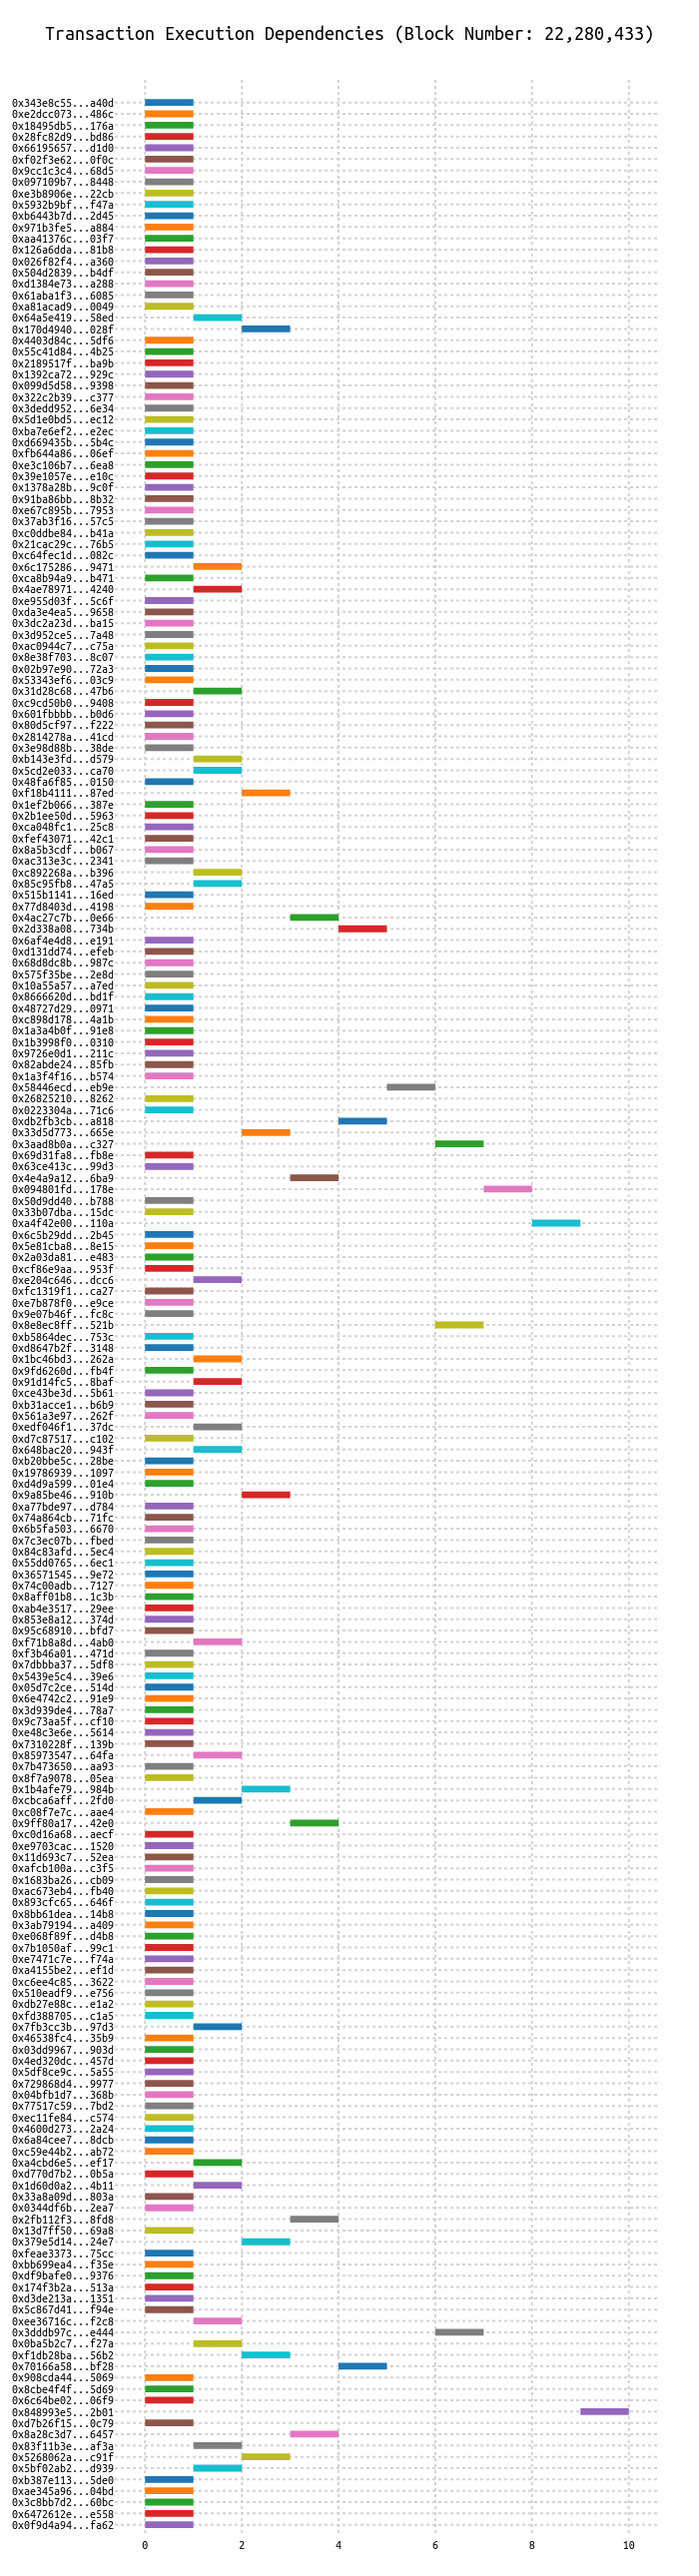 Transaction Execution Dependencies (Block Number: 22,280,433)
0x343e8c55...a40d
0xe2dcc073...486c
0x18495db5...176a
0x28fc82d9...bd86
0x66195657...d1d0
0xf02f3e62...0f0c
0x9cc1c3c4...68d5
0x097109b7...8448
0xe3b8906e...22cb
0x5932b9bf...f47a
0xb6443b7d...2d45
0x971b3fe5...a884
0xaa41376c...03f7
0x126a6dda...81b8
0x026f82f4...a360
0x504d2839...b4df
0xd1384e73...a288
0x61aba1f3...6085
0xa81acad9...0049
0x64a5e419...58ed
0x170d4940...028f
0x4403d84c...5df6
0x55c41d84...4b25
0x2189517f...ba9b
0x1392ca72...929c
0x099d5d58...9398
0x322c2b39...c377
0x3dedd952...6e34
0x5d1e0bd5...ec12
0xba7e6ef2...e2ec
0xd669435b...5b4c
0xfb644a86...06ef
0xe3c106b7...6ea8
0x39e1057e...e10c
0x1378a28b...9c0f
0x91ba86bb...8b32
0xe67c895b...7953
0x37ab3f16...57c5
0xc0ddbe84...b41a
0x21cac29c...76b5
0xc64fec1d...082c
0x6c175286...9471
0xca8b94a9...b471
0x4ae78971...4240
0xe955d03f...5c6f
0xda3e4ea5...9658
0x3dc2a23d...ba15
0x3d952ce5...7a48
0xac0944c7...c75a
0x8e38f703...8c07
0x02b97e90...72a3
0x53343ef6...03c9
0x31d28c68...47b6
0xc9cd50b0...9408
0x601fbbbb...b0d6
0x80d5cf97...f222
0x2814278a...41cd
0x3e98d88b...38de
0xb143e3fd...d579
0x5cd2e033...ca70
0x48fa6f85...0150
0xf18b4111...87ed
0x1ef2b066...387e
0x2b1ee50d...5963
0xca048fc1...25c8
0xfef43071...42c1
0x8a5b3cdf...b067
0xac313e3c...2341
0xc892268a...b396
0x85c95fb8...47a5
0x515b1141...16ed
0x77d8403d...4198
0x4ac27c7b...0e66
0x2d338a08...734b
0x6af4e4d8...e191
0xd131dd74...efeb
0x68d8dc8b...987c
0x575f35be...2e8d
0x10a55a57...a7ed
0x8666620d...bd1f
0x48727d29...0971
0xc898d178...4a1b
0x1a3a4b0f...91e8
0x1b3998f0...0310
0x9726e0d1...211c
0x82abde24...85fb
0x1a3f4f16...b574
0x58446ecd...eb9e
0x26825210...8262
0x0223304a...71c6
0xdb2fb3cb...a818
0x33d5d773...665e
0x3aad8b0a...c327
0x69d31fa8...fb8e
0x63ce413c...99d3
0x4e4a9a12...6ba9
0x094801fd...178e
0x50d9dd40...b788
0x33b07dba...15dc
0xa4f42e00...110a
0x6c5b29dd...2b45
0x5e81cba8...8e15
0x2a03da81...e483
0xcf86e9aa...953f
0xe204c646...dcc6
0xfc1319f1...ca27
0xe7b878f0...e9ce
0x9e07b46f...fc8c
0x8e8ec8ff...521b
0xb5864dec...753c
0xd8647b2f...3148
0x1bc46bd3...262a
0x9fd6260d...fb4f
0x91d14fc5...8baf
0xce43be3d...5b61
0xb31acce1...b6b9
0x561a3e97...262f
0xedf046f1...37dc
0xd7c87517...c102
0x648bac20...943f
0xb20bbe5c...28be
0x19786939...1097
0xd4d9a599...01e4
0x9a85be46...910b
0xa77bde97...d784
0x74a864cb...71fc
0x6b5fa503...6670
0x7c3ec07b...fbed
0x84c83afd...5ec4
0x55dd0765...6ec1
0x36571545...9e72
0x74c00adb...7127
0x8aff01b8...1c3b
0xab4e3517...29ee
0x853e8a12...374d
0x95c68910...bfd7
0xf71b8a8d...4ab0
0xf3b46a01...471d
0x7dbbba37...5df8
0x5439e5c4...39e6
0x05d7c2ce...514d
0x6e4742c2...91e9
0x3d939de4...78a7
0x9c73aa5f...cf10
0xe48c3e6e...5614
0x7310228f...139b
0x85973547...64fa
0x7b473650...aa93
0x8f7a9078...05ea
0x1b4afe79...984b
0xcbca6aff...2fd0
0xc08f7e7c...aae4
0x9ff80a17...42e0
0xc0d16a68...aecf
0xe9703cac...1520
0x11d693c7...52ea
0xafcb100a...c3f5
0x1683ba26...cb09
0xac673eb4...fb40
0x893cfc65...646f
0x8bb61dea...14b8
0x3ab79194...a409
0xe068f89f...d4b8
0x7b1050af...99c1
0xe7471c7e...f74a
0xa4155be2...ef1d
0xc6ee4c85...3622
0x510eadf9...e756
0xdb27e88c...e1a2
0xfd388705...c1a5
0x7fb3cc3b...97d3
0x46538fc4...35b9
0x03dd9967...903d
0x4ed320dc...457d
0x5df8ce9c...5a55
0x729868d4...9977
0x04bfb1d7...368b
0x77517c59...7bd2
0xec11fe84...c574
0x4600d273...2a24
0x6a84cee7...8dcb
0xc59e44b2...ab72
0xa4cbd6e5...ef17
0xd770d7b2...0b5a
0x1d60d0a2...4b11
0x33a8a09d...803a
0x0344df6b...2ea7
0x2fb112f3...8fd8
0x13d7ff50...69a8
0x379e5d14...24e7
0xfeae3373...75cc
0xbb699ea4...f35e
0xdf9bafe0...9376
0x174f3b2a...513a
0xd3de213a...1351
0x5c867d41...f94e
0xee36716c...f2c8
0x3dddb97c...e444
0x0ba5b2c7...f27a
0xf1db28ba...56b2
0x70166a58...bf28
0x908cda44...5069
0x8cbe4f4f...5d69
0x6c64be02...06f9
0x848993e5...2b01
0xd7b26f15...0c79
0x8a28c3d7...6457
0x83f11b3e...af3a
0x5268062a...c91f
0x5bf02ab2...d939
0xb387e113...5de0
0xae345a96...04bd
0x3c8bb7d2...60bc
0x6472612e...e558
0x0f9d4a94...fa62
0 2 4 6 8 10